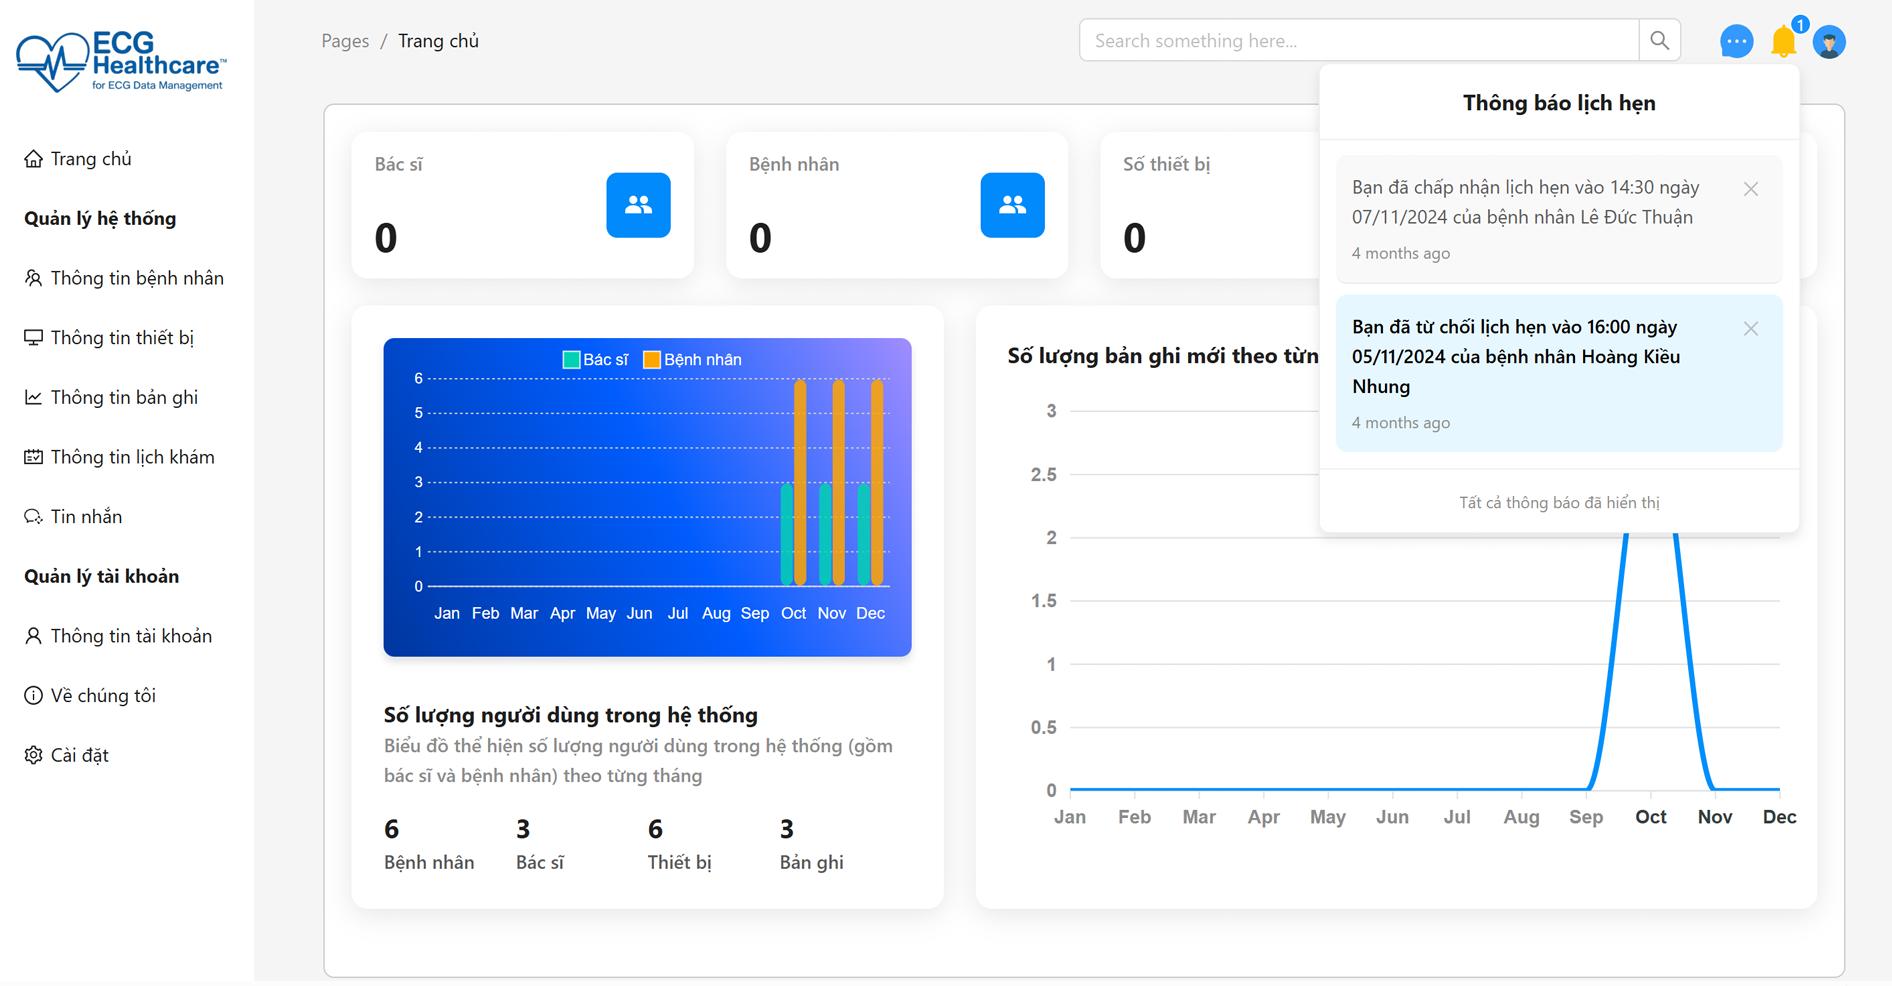 ECG
Healthcare™
for ECG Data Management
Trang chủ
Quản lý hệ thống
Thông tin bệnh nhân
Thông tin thiết bị
Thông tin bản ghi
Thông tin lịch khám
Tin nhắn
Quản lý tài khoản
Thông tin tài khoản
Về chúng tôi
Cài đặt
Pages / Trang chủ
Search something here...
1
Bác sĩ
0
Bệnh nhân
0
Số thiết bị
0
Thông báo lịch hẹn
Bạn đã chấp nhận lịch hẹn vào 14:30 ngày
07/11/2024 của bệnh nhân Lê Đức Thuận
4 months ago
Bạn đã từ chối lịch hẹn vào 16:00 ngày
05/11/2024 của bệnh nhân Hoàng Kiều
Nhung
4 months ago
Tất cả thông báo đã hiển thị
Bác sĩ Bệnh nhân
6
5
4
3
2
1
0
Jan Feb Mar Apr May Jun Jul Aug Sep Oct Nov Dec
Số lượng người dùng trong hệ thống
Biểu đồ thể hiện số lượng người dùng trong hệ thống (gồm
bác sĩ và bệnh nhân) theo từng tháng
6 3 6 3
Bệnh nhân Bác sĩ Thiết bị Bản ghi
Số lượng bản ghi mới theo từn
3
2.5
2
1.5
1
0.5
0
Jan Feb Mar Apr May Jun Jul Aug Sep Oct Nov Dec